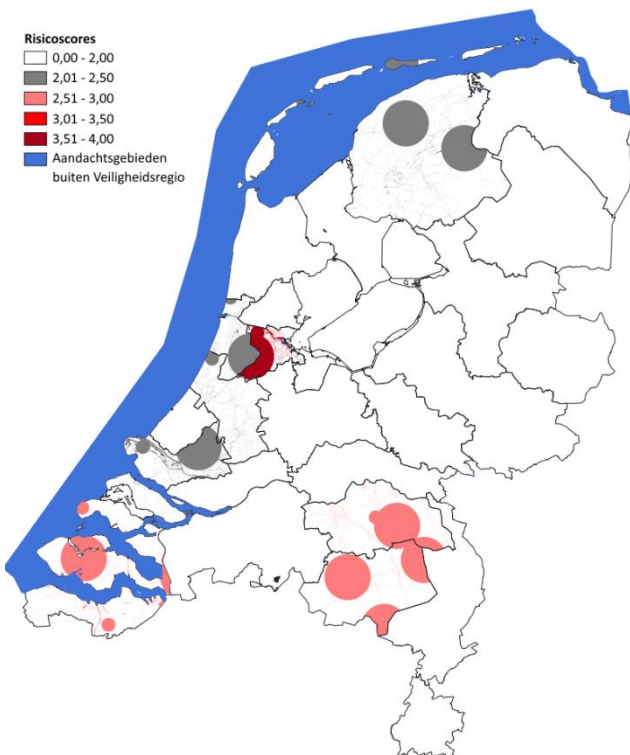 Risicoscores
0,00 - 2,00
2,01 - 2,50
2,51 - 3,00
3,01 - 3,50
3,51 - 4,00
Aandachtsgebieden
buiten Veiligheidsregio